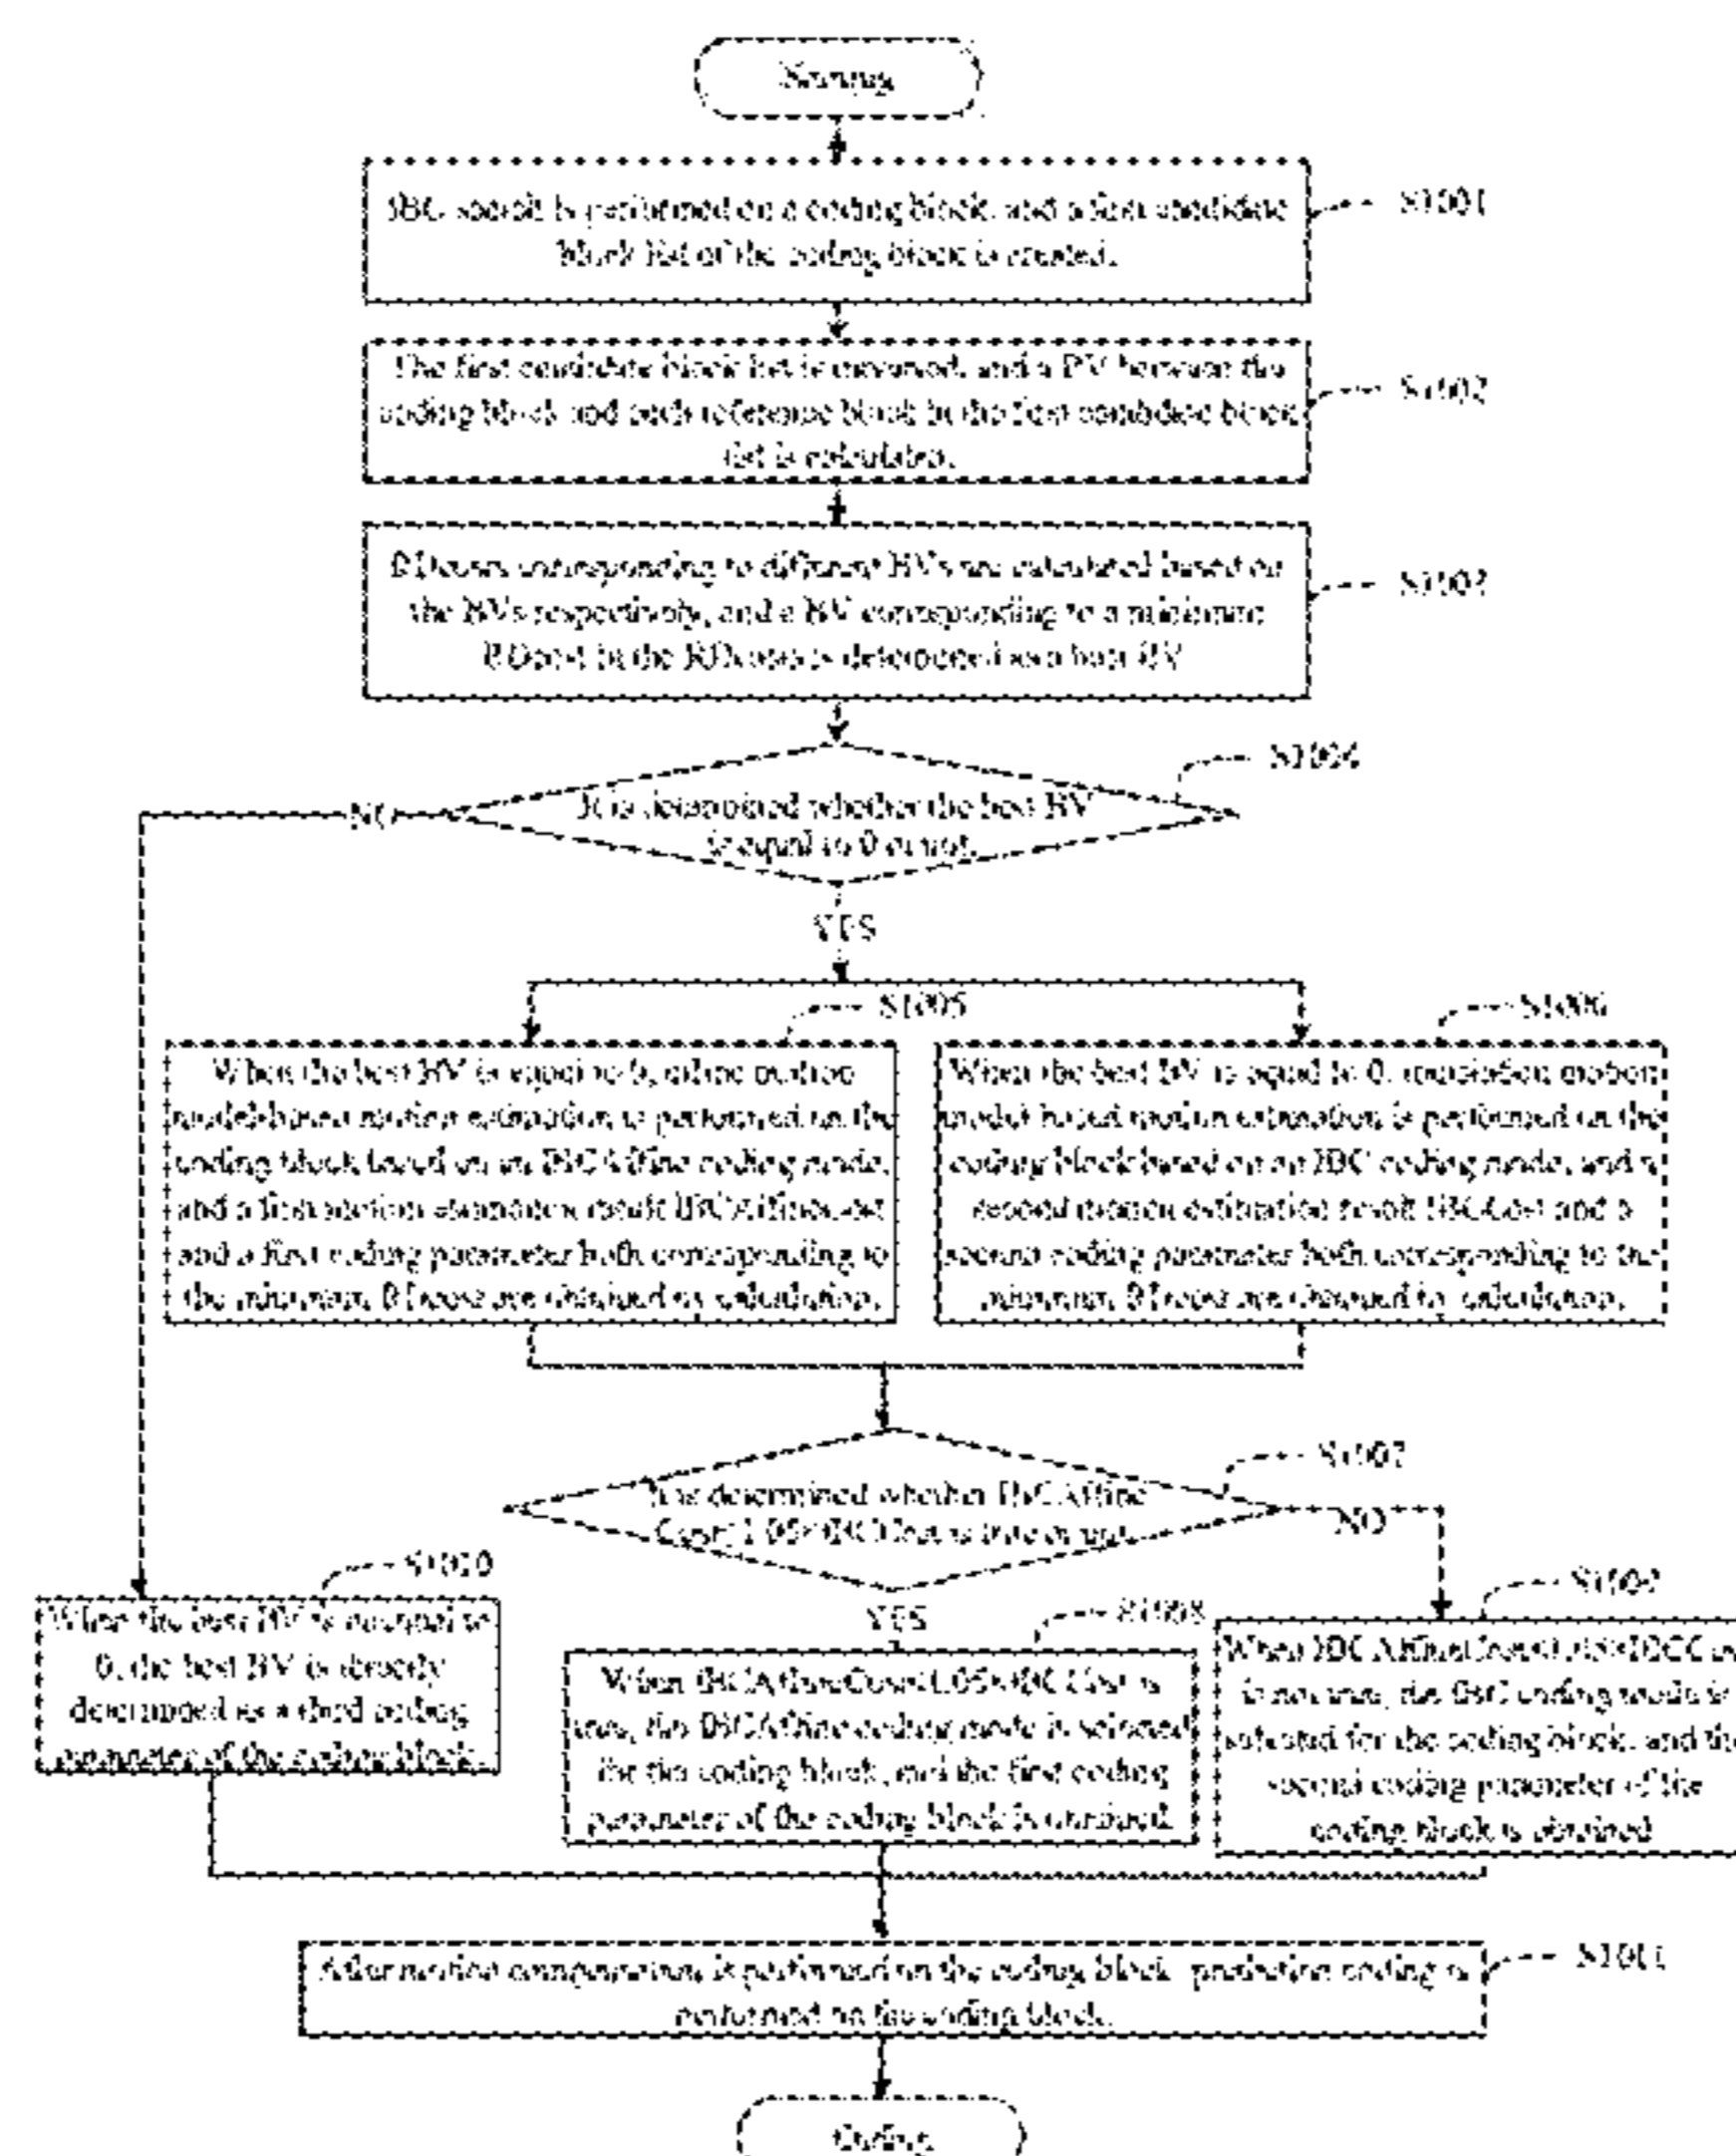 S1001
IBC search is performed on a coding block, and a first candidate
block list of the coding block is created.
S1002
The first candidate block list is traversed, and a BV between the
coding block and each reference block in the first candidate block
list is calculated.
RDcosts corresponding to different BVs are calculated based on
the BVs respectively, and a BV corresponding to a minimum
RDcost in the RDcosts is determined as a best BV
S1004
It is determined whether the best BV
is equal to 0 or not.
NO
YES
S1005
When the best BV is equal to 0, affine motion
model-based motion estimation is performed on the
coding block based on an IBCAffine coding mode,
and a first motion estimation result IBCAffineCost
and a first coding parameter both corresponding to
the minimum RDcost are obtained by calculation.
S1006
When the best BV is equal to 0, translation motion
model based motion estimation is performed on the
coding block based on an IBC coding mode, and a
second motion estimation result IBCCost and a
second coding parameter both corresponding to the
minimum RDcost are obtained by calculation.
S1007
It is determined whether IBCAffine
1.05×IBCCost is true or not.
NO
YES
S1010
When the best BV is unequal to
0, the best BV is directly
determined as a third coding
parameter of the coding block.
S1008
When IBCAffineCost<1.05×IBCCost is
true, the IBCAffine coding mode is selected
for the coding block, and the first coding
parameter of the coding block is obtained.
When
is not true, the IBC coding mode is
selected for the coding block, and the
second coding parameter of the
coding block is obtained
S1011
After motion compensation is performed on the coding block, predictive coding is
performed on the coding block.
Coding